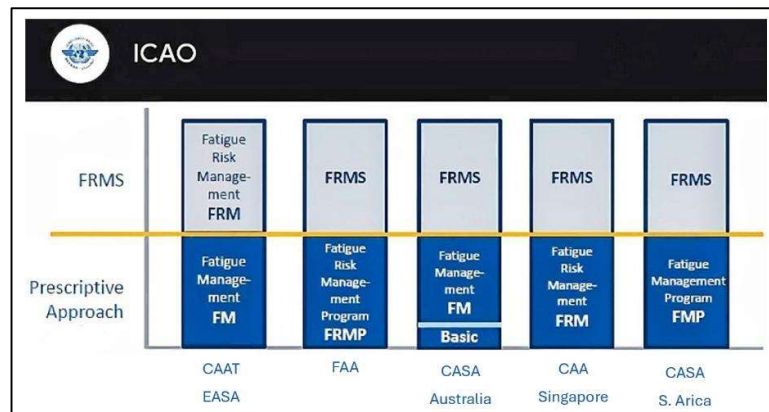 ICAO
FRMS
Fatigue
Risk
Manage-
ment
FRM
FRMS
FRMS
FRMS
FRMS
Prescriptive
Approach
Fatigue
Manage-
ment
FM
Fatigue
Risk
Manage-
ment
Program
FRMP
Fatigue
Manage-
ment
FM
Basic
Fatigue
Risk
Manage-
ment
FRM
Fatigue
Management
Program
FMP
CAAT
EASA
FAA
CASA
Australia
CAA
Singapore
CASA
S. Arica